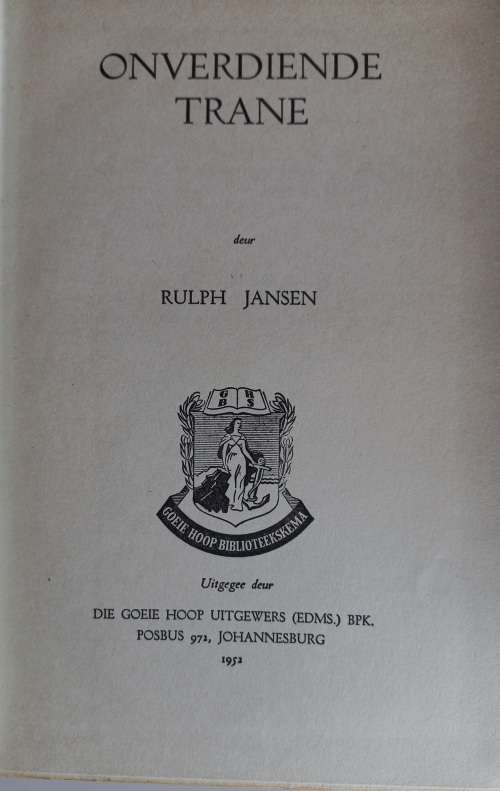 ONVERDIENDE
TRANE
deur
RULPH JANSEN
G H
B S
GOEIE HOOP BIBLIOTEEKSKEMA
Uitgegee deur
DIE GOEIE HOOP UITGEWERS (EDMS.) BPK.
POSBUS 972, JOHANNESBURG
1952